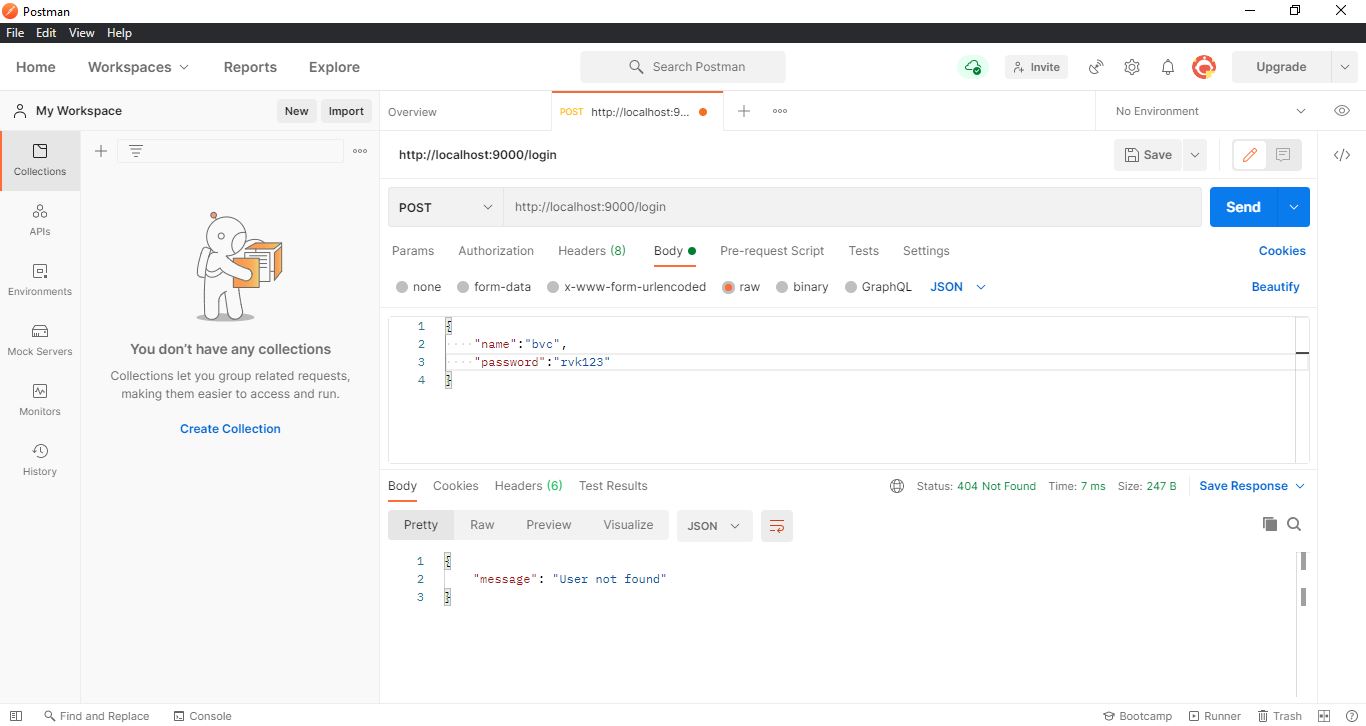 Postman
File Edit View Help
Home Workspaces Reports Explore Search Postman Invite Upgrade
My Workspace New Import Overview POST http://localhost:9... No Environment
Collections
http://localhost:9000/login Save
POST http://localhost:9000/login Send
APIs
Params Authorization Headers (8) Body Pre-request Script Tests Settings Cookies
Environments
none form-data x-www-form-urlencoded raw binary GraphQL JSON Beautify
Mock Servers
Monitors
History
You don't have any collections
Collections let you group related requests,
making them easier to access and run.
Create Collection
1 {
2 "name":"bvc",
3 "password":"rvk123"
4 }
Body Cookies Headers (6) Test Results Status: 404 Not Found Time: 7 ms Size: 247 B Save Response
Pretty Raw Preview Visualize JSON
1 {
2 "message": "User not found"
3 }
Find and Replace Console Bootcamp Runner Trash